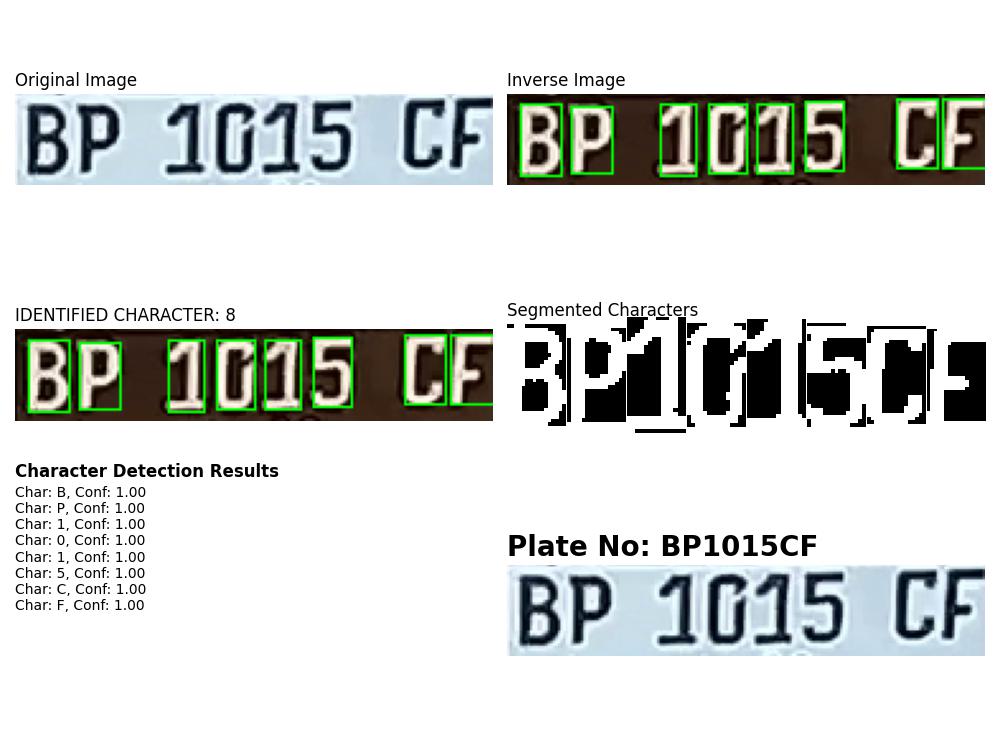 Original Image
BP 1015 CF
Inverse Image
BP 1015 CF
IDENTIFIED CHARACTER: 8
BP 1015 CF
Segmented Characters
BP1015CF
Character Detection Results
Char: B, Conf: 1.00
Char: P, Conf: 1.00
Char: 1, Conf: 1.00
Char: 0, Conf: 1.00
Char: 1, Conf: 1.00
Char: 5, Conf: 1.00
Char: C, Conf: 1.00
Char: F, Conf: 1.00
Plate No: BP1015CF
BP 1015 CF